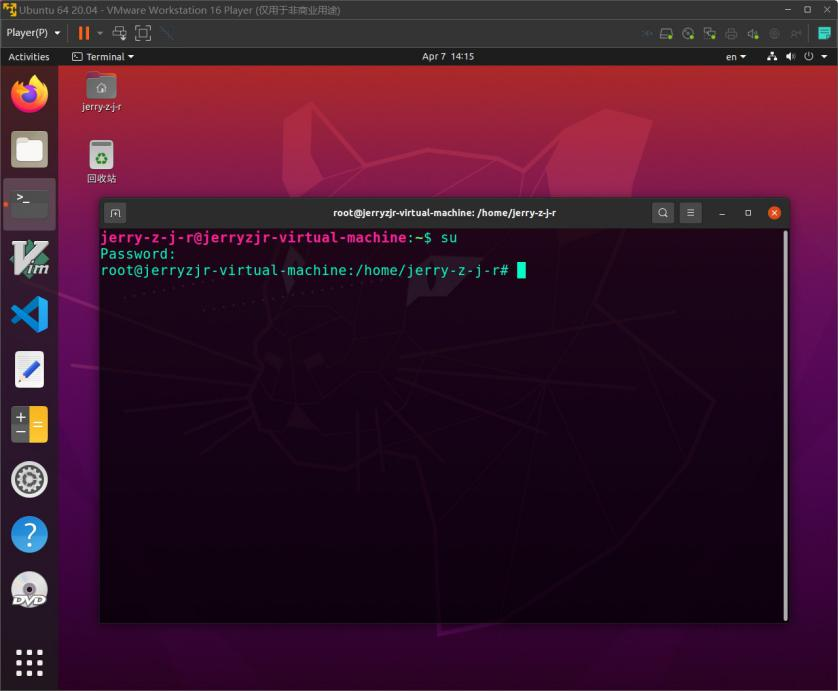 Ubuntu 64 20.04 - VMware Workstation 16 Player (仅用于非商业用途)
Player(P)
Activities
Terminal
Apr 7 14:15
en
jerry-z-j-r
回收站
root@jerryzjr-virtual-machine: /home/jerry-z-j-r
jerry-z-j-r@jerryzjr-virtual-machine:~$ su
Password:
root@jerryzjr-virtual-machine:/home/jerry-z-j-r#
>_
Vim
?
DVD